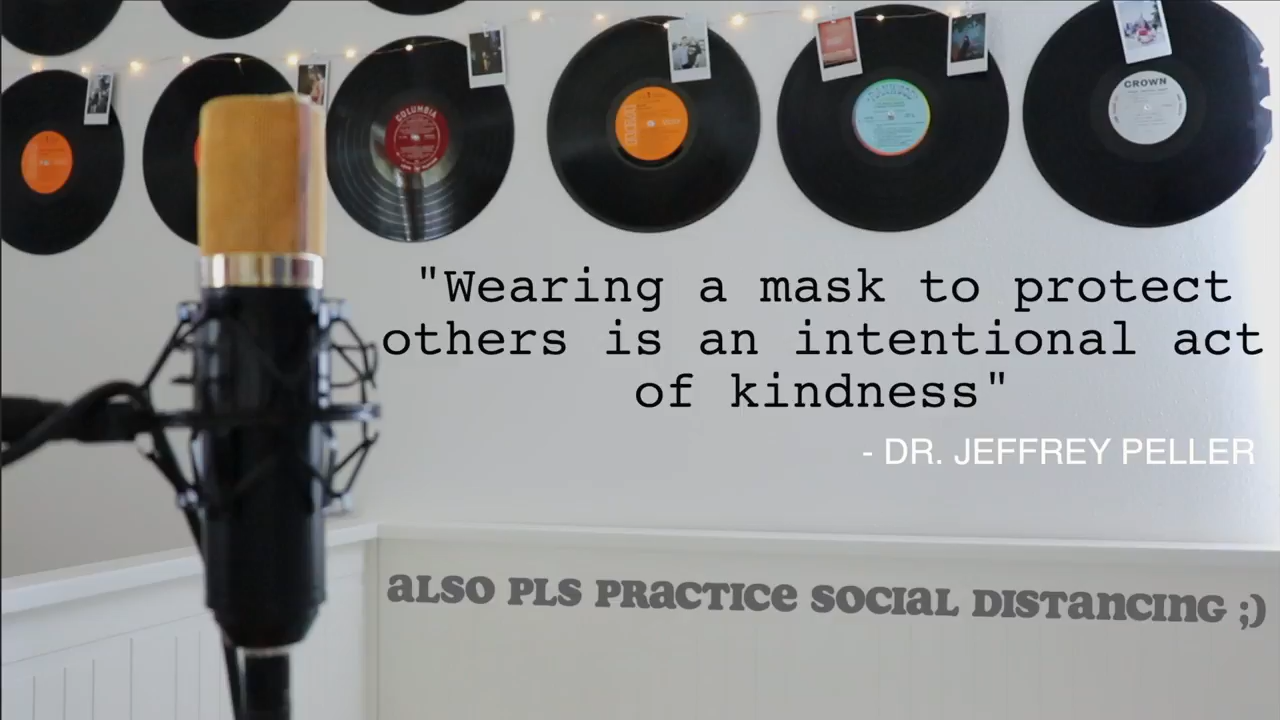 COLUMBIA
CROWN
"Wearing a mask to protect
others is an intentional act
of kindness"
- DR. JEFFREY PELLER
aLSO PLS PRacTICe SOCIaL DISTancInG ;)